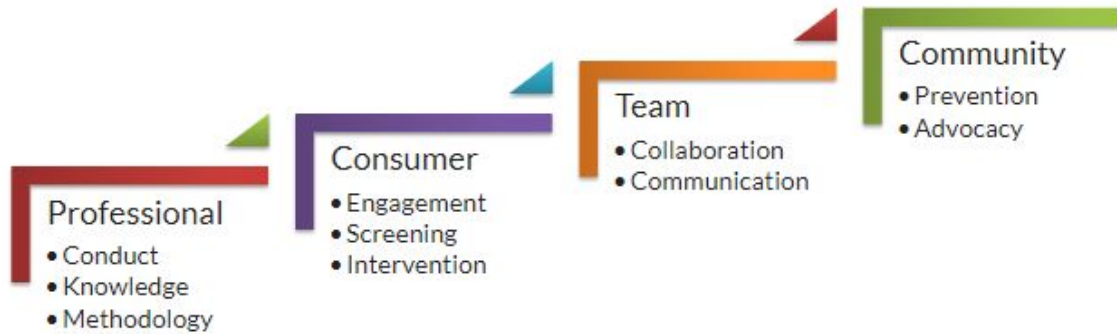 Professional
• Conduct
• Knowledge
• Methodology
Consumer
• Engagement
• Screening
• Intervention
Team
• Collaboration
• Communication
Community
• Prevention
• Advocacy